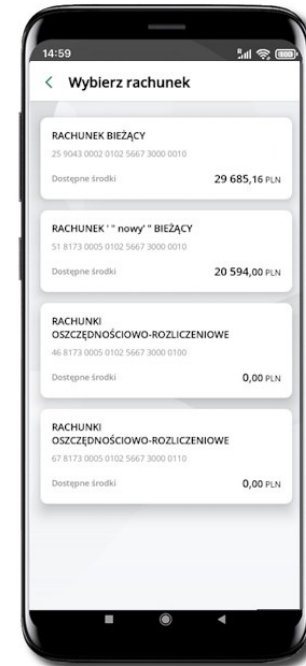 14:59
Wybierz rachunek
RACHUNEK BIEŻĄCY
25 9043 0002 0102 5667 3000 0010
Dostępne środki 29 685,16 PLN
RACHUNEK ' " nowy' " BIEŻĄCY
51 8173 0005 0102 5667 3000 0010
Dostępne środki 20 594,00 PLN
RACHUNKI
OSZCZĘDNOŚCIOWO-ROZLICZENIOWE
46 8173 0005 0102 5667 3000 0100
Dostępne środki 0,00 PLN
RACHUNKI
OSZCZĘDNOŚCIOWO-ROZLICZENIOWE
67 8173 0005 0102 5667 3000 0110
Dostępne środki 0,00 PLN